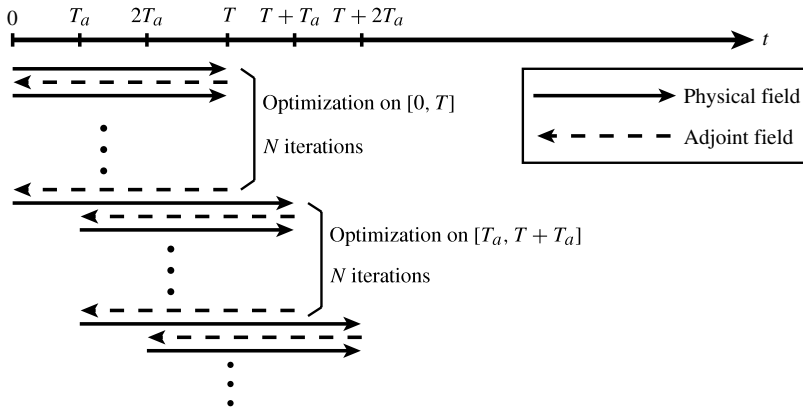 0 T_a 2T_a T T + T_a T + 2T_a
t
Physical field
Optimization on [0, T]
Adjoint field
N iterations
Optimization on [T_a, T + T_a]
N iterations